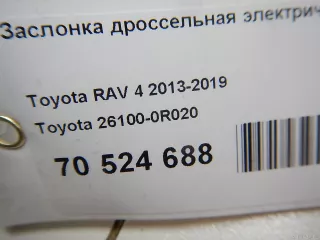 Заслонка дроссельная электрич
Toyota RAV 4 2013-2019
Toyota 26100-0R020
70 524 688